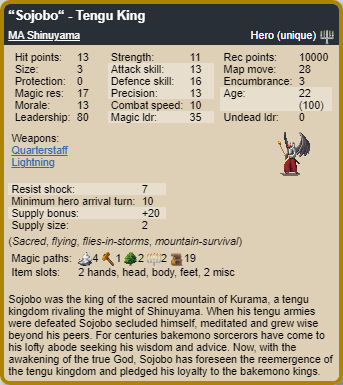 “Sojobo“ - Tengu King
MA Shinuyama Hero (unique)
Hit points: 13 Strength: 11 Rec points: 10000
Size: 3 Attack skill: 13 Map move: 28
Protection: 0 Defence skill: 16 Encumbrance: 3
Magic res: 17 Precision: 13 Age: 22
Morale: 13 Combat speed: 10 (100)
Leadership: 80 Magic ldr: 35 Undead ldr: 0
Weapons:
Quarterstaff
Lightning
Resist shock: 7
Minimum hero arrival turn: 10
Supply bonus: +20
Supply size: 2
(Sacred, flying, flies-in-storms, mountain-survival)
Magic paths: 4 1 2 2 19
Item slots: 2 hands, head, body, feet, 2 misc
Sojobo was the king of the sacred mountain of Kurama, a tengu
kingdom rivaling the might of Shinuyama. When his tengu armies
were defeated Sojobo secluded himself, meditated and grew wise
beyond his peers. For centuries bakemono sorcerors have come to
his lofty abode seeking his wisdom and advice. Now, with the
awakening of the true God, Sojobo has foreseen the reemergence of
the tengu kingdom and pledged his loyalty to the bakemono kings.